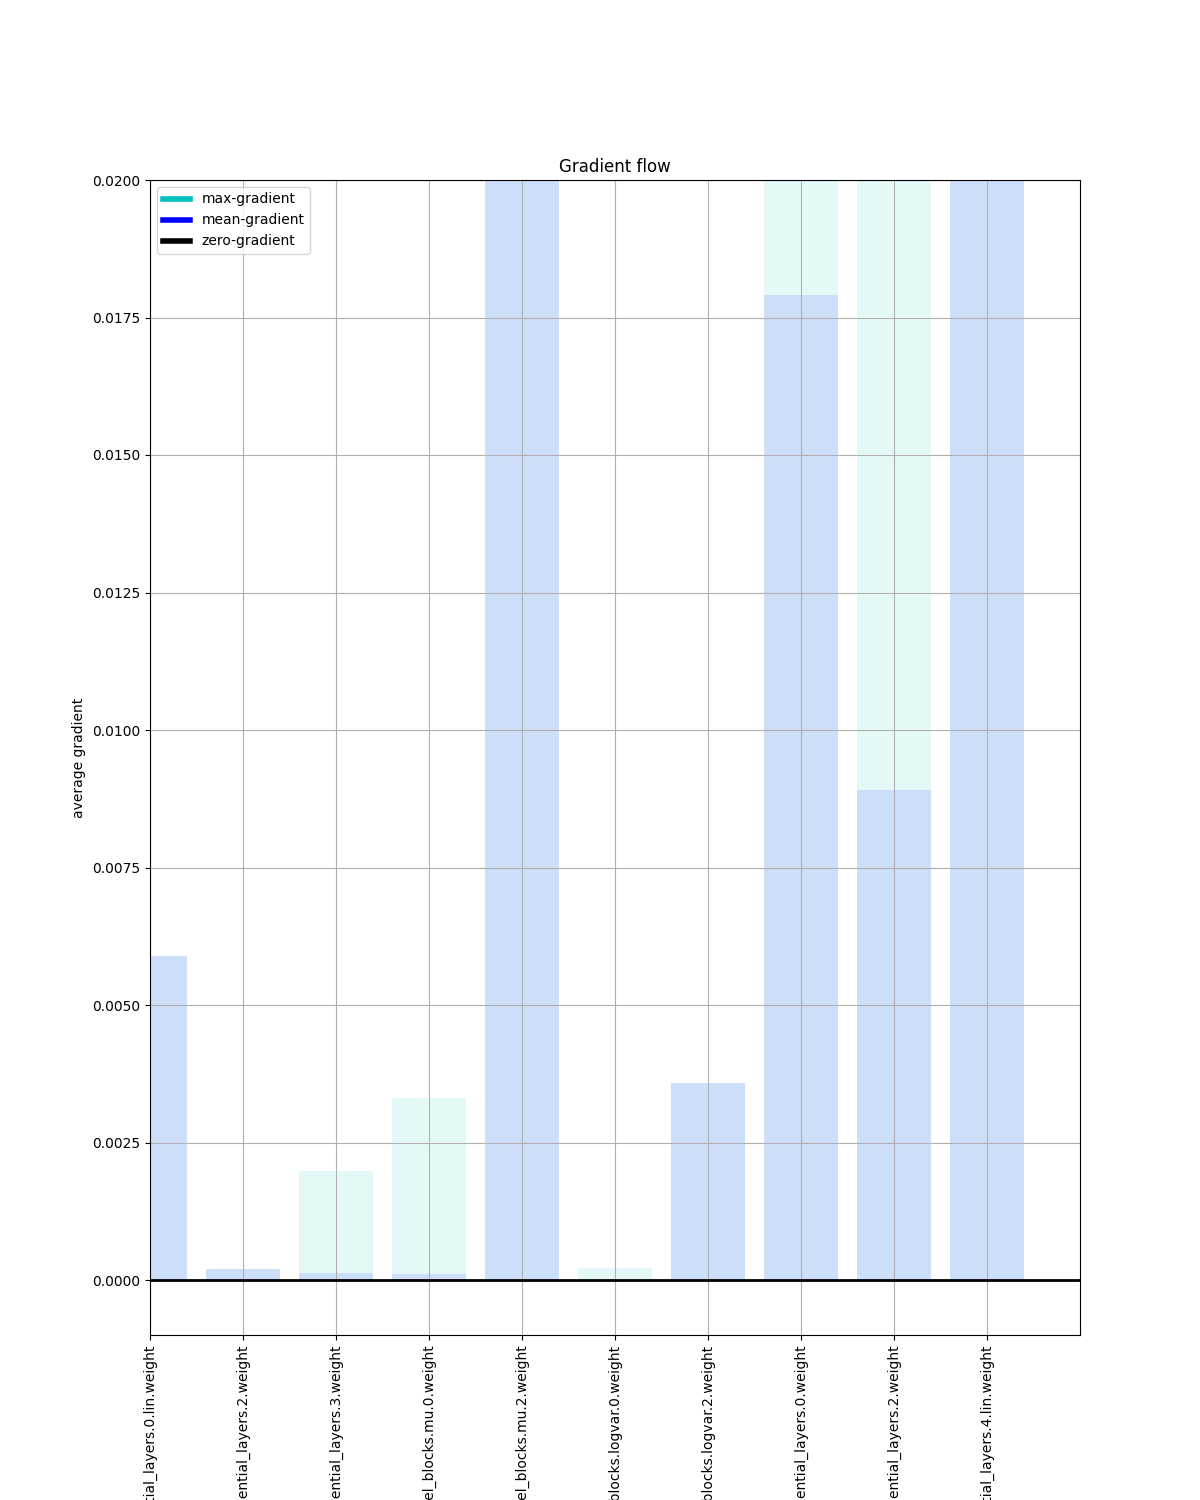 Gradient flow
max-gradient
mean-gradient
zero-gradient
0.0200
0.0175
0.0150
0.0125
0.0100
0.0075
0.0050
0.0025
0.0000
average gradient
tial_layers.0.lin.weight
ential_layers.2.weight
ential_layers.3.weight
el_blocks.mu.0.weight
el_blocks.mu.2.weight
blocks.logvar.0.weight
blocks.logvar.2.weight
ential_layers.0.weight
ential_layers.2.weight
tial_layers.4.lin.weight